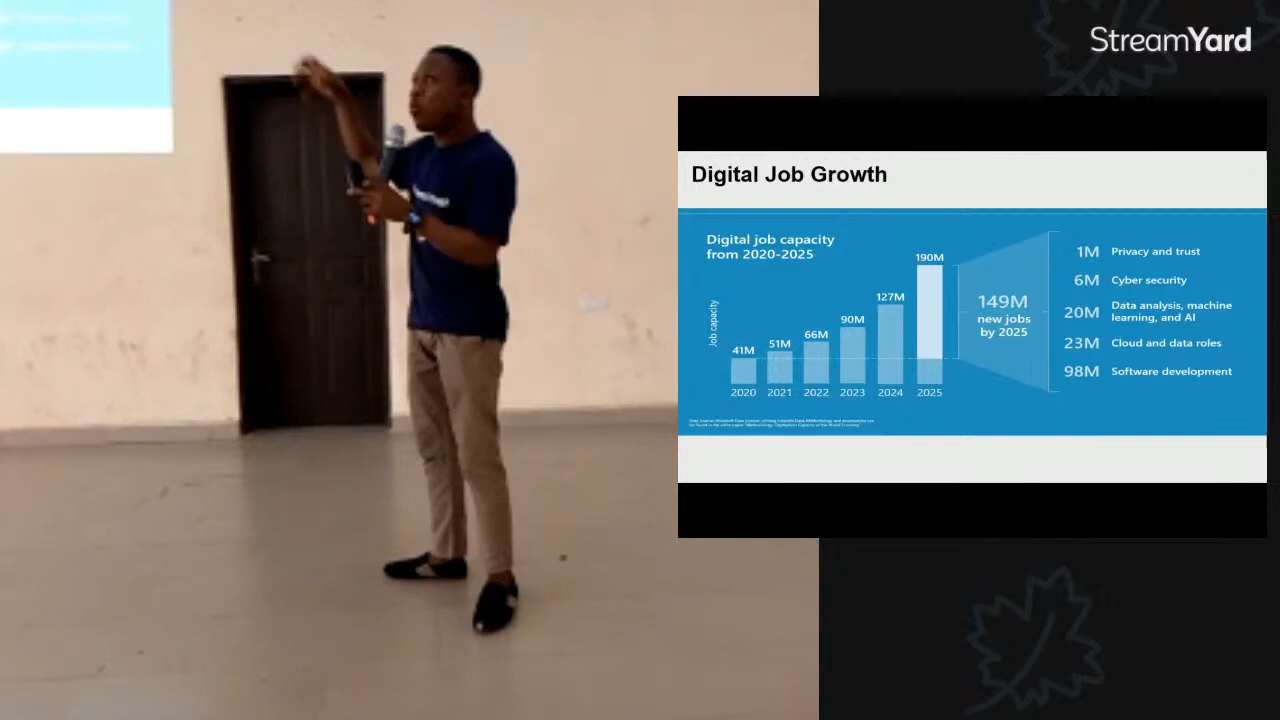 StreamYard
Digital Job Growth
Digital job capacity
from 2020-2025
Job capacity
41M
51M
66M
90M
127M
190M
2020
2021
2022
2023
2024
2025
149M
new jobs
by 2025
1M Privacy and trust
6M Cyber security
20M Data analysis, machine
learning, and AI
23M Cloud and data roles
98M Software development